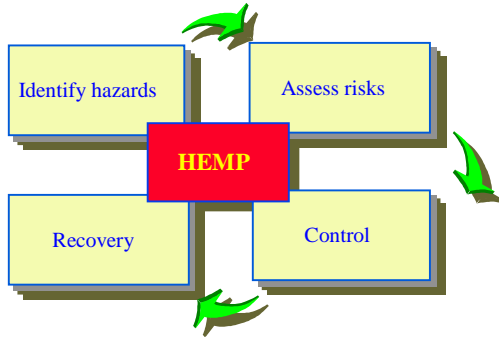 Identify hazards
Assess risks
HEMP
Recovery
Control